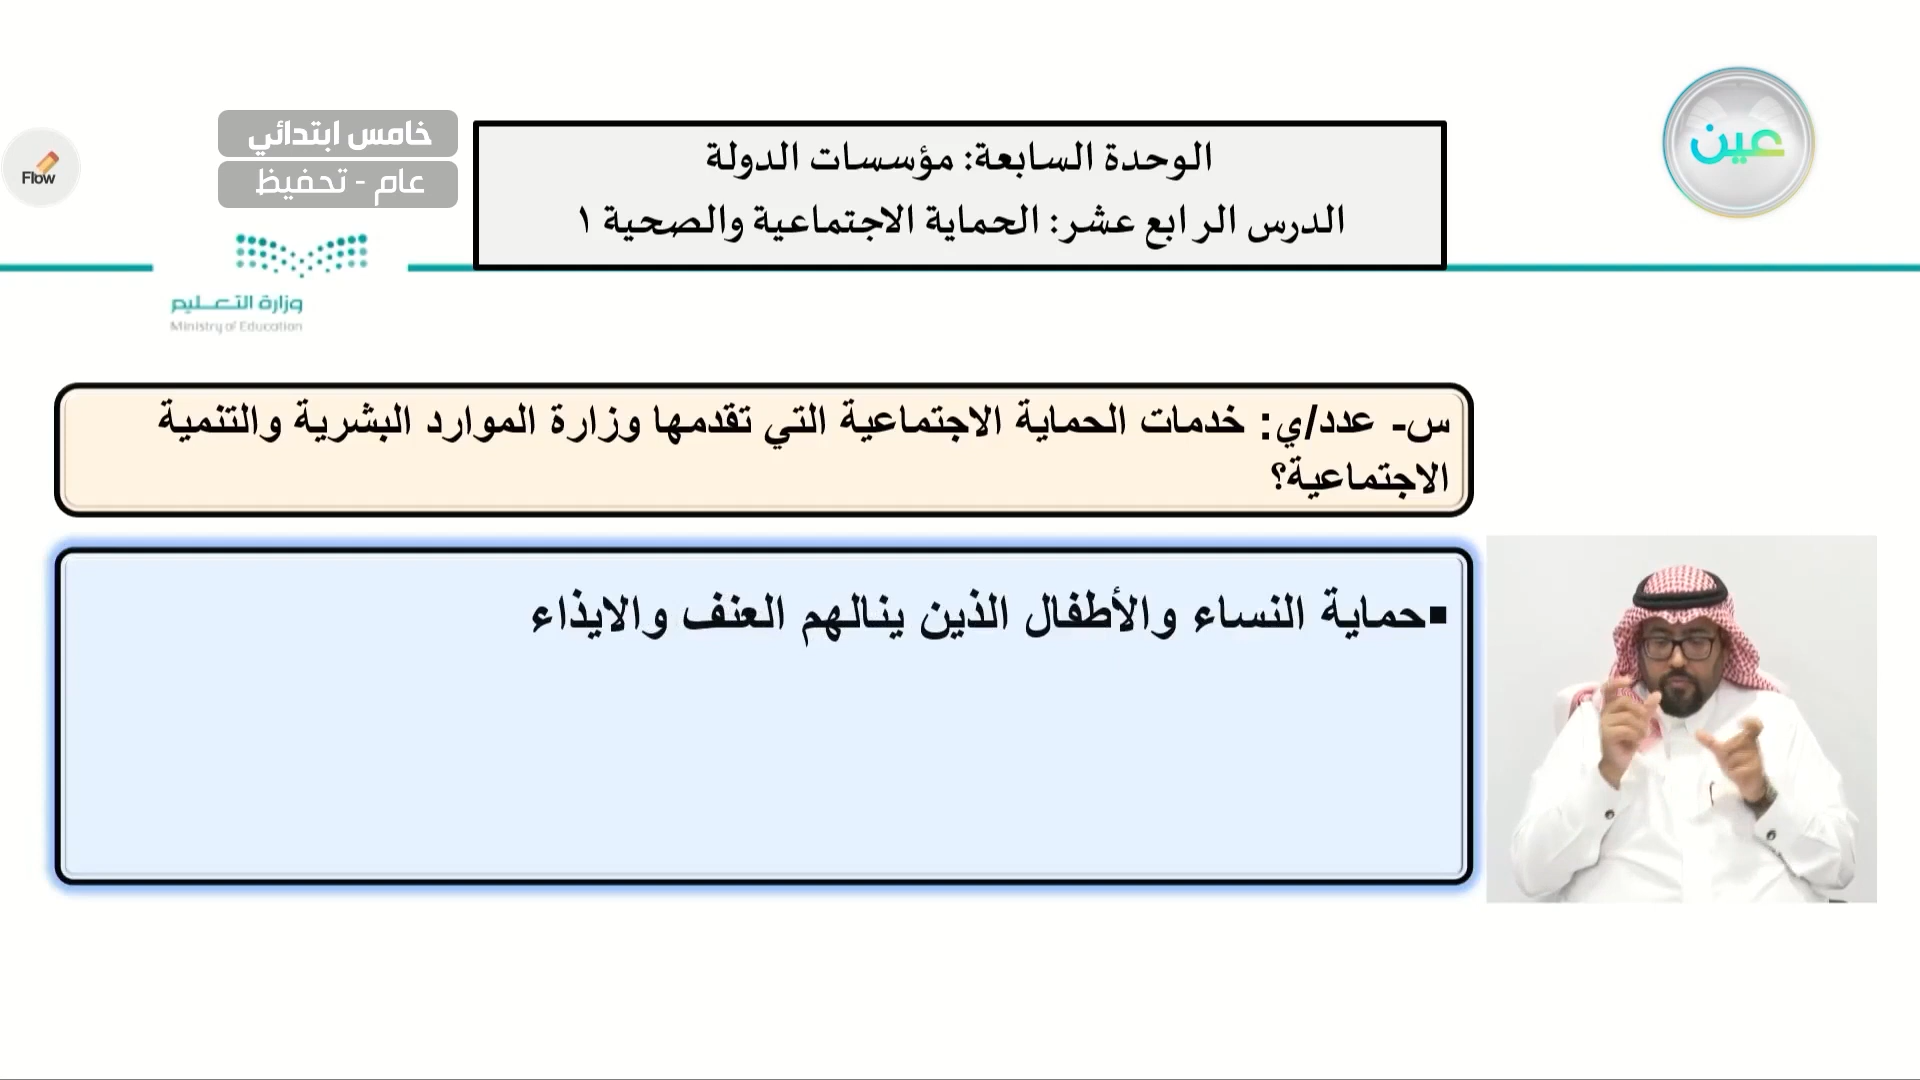 عين
خامس ابتدائي
عام - تحفيظ
Flow
الوحدة السابعة: مؤسسات الدولة
الدرس الرابع عشر: الحماية الاجتماعية والصحية ١
وزارة التعليم
Ministry of Education
س- عدد/ي: خدمات الحماية الاجتماعية التي تقدمها وزارة الموارد البشرية والتنمية
الاجتماعية؟
▪حماية النساء والأطفال الذين ينالهم العنف والايذاء